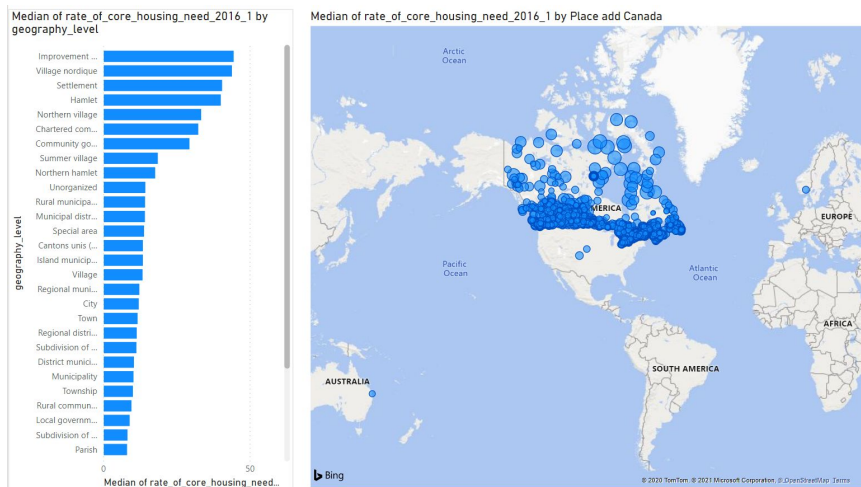 Median of rate_of_core_housing_need_2016_1 by
geography_level
Improvement ...
Village nordique
Settlement
Hamlet
Northern village
Chartered com...
Community go...
Summer village
Northern hamlet
Unorganized
Rural municipa...
Municipal distr...
Special area
Cantons unis (...
Island municip...
Village
Regional muni...
City
Town
Regional distri...
Subdivision of ...
District munici...
Municipality
Township
Rural commun...
Local governm...
Subdivision of ...
Parish
geography_level
0
50
Median of rate_of_core_housing_need...
Median of rate_of_core_housing_need_2016_1 by Place add Canada
Arctic
Ocean
MERICA
EUROPE
Pacific
Ocean
Atlantic
Ocean
AFRICA
SOUTH AMERICA
AUSTRALIA
Bing
© 2020 TomTom, © 2021 Microsoft Corporation, © OpenStreetMap Terms